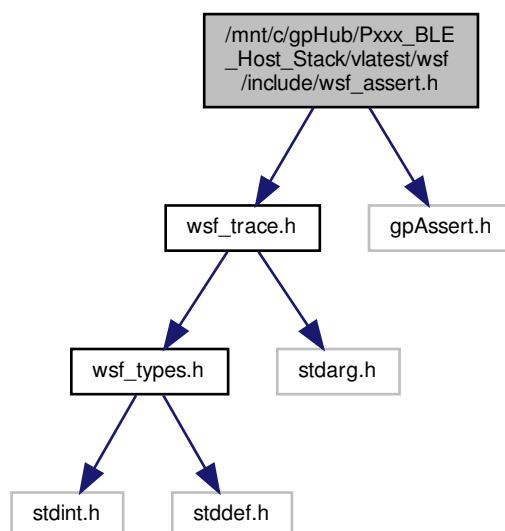 /mnt/c/gpHub/Pxxx_BLE
_Host_Stack/vlatest/wsf
/include/wsf_assert.h
wsf_trace.h
gpAssert.h
wsf_types.h
stdarg.h
stdint.h
stddef.h